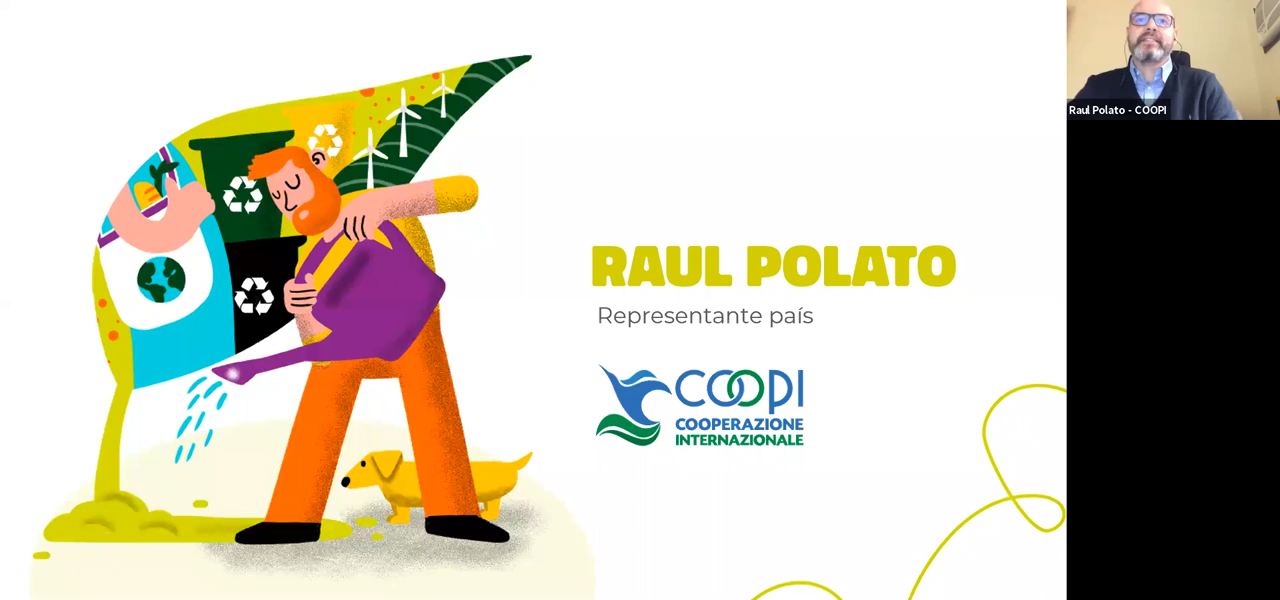 RAUL POLATO
Representante país
COOPI
COOPERAZIONE
INTERNAZIONALE
Raul Polato - COOPI